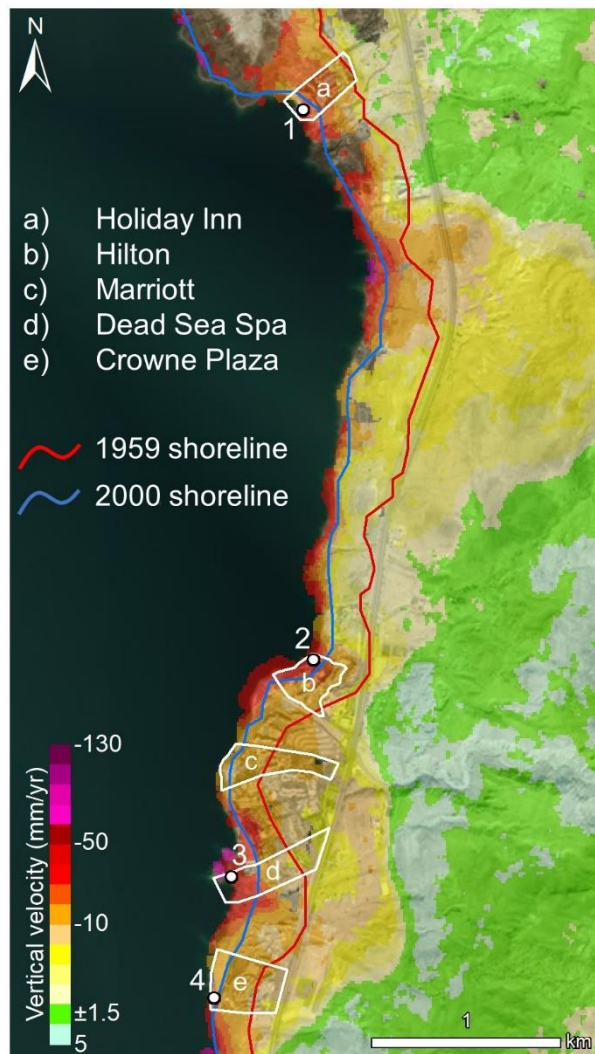 N
a
1
a) Holiday Inn
b) Hilton
c) Marriott
d) Dead Sea Spa
e) Crowne Plaza
1959 shoreline
2000 shoreline
2
b
c
3
d
4
e
Vertical velocity (mm/yr)
-130
-50
-10
±1.5
5
1
km